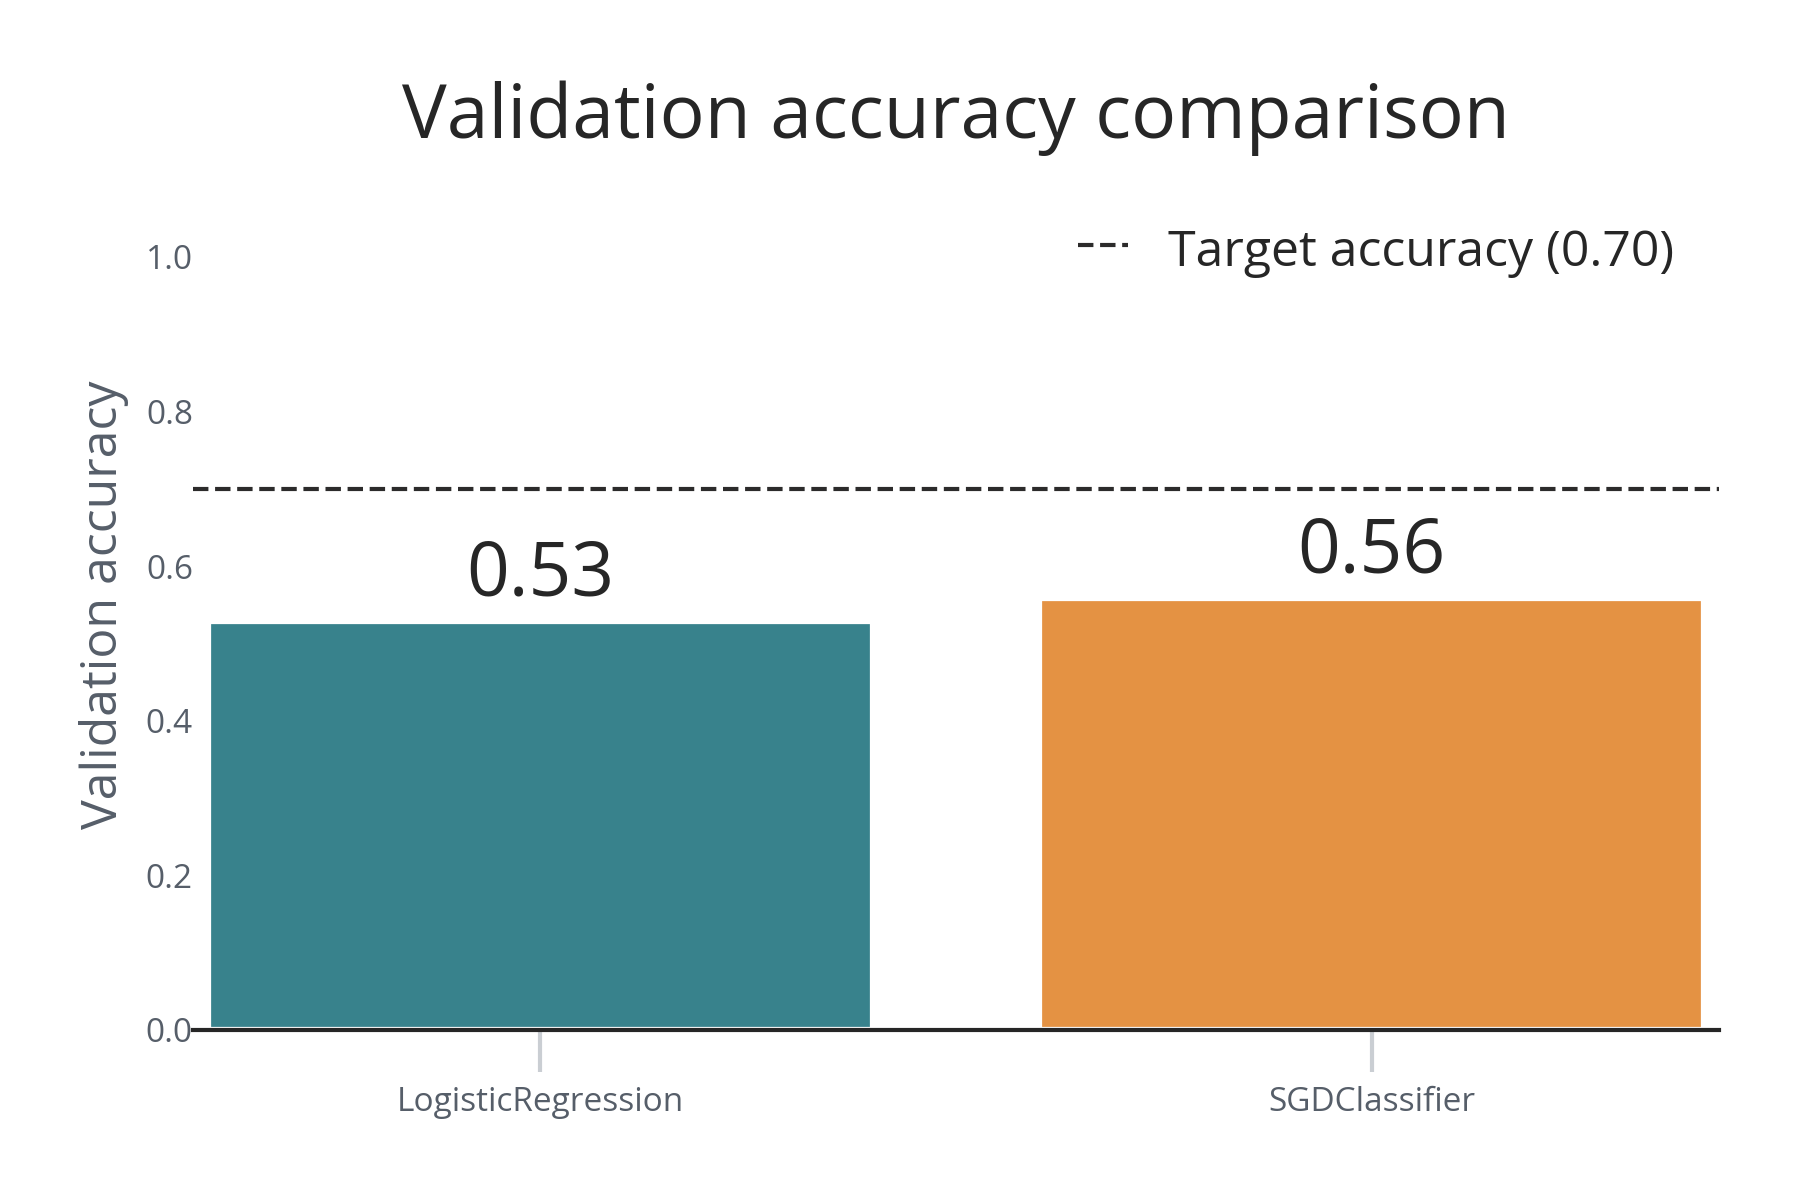 Validation accuracy comparison
Target accuracy (0.70)
Validation accuracy
1.0
0.8
0.6
0.4
0.2
0.0
0.53
0.56
LogisticRegression
SGDClassifier